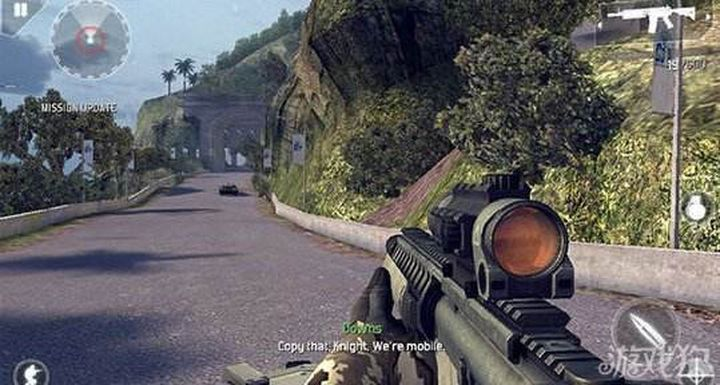 MISSION UPDATE
Downs
Copy that, Knight. We're mobile.
游戏狗